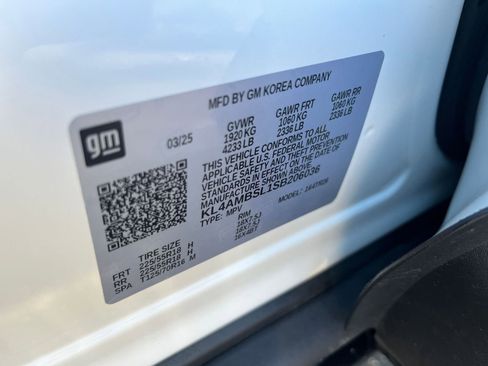 MFD BY GM KOREA COMPANY
gm
03/25
GVWR GAWR FRT GAWR RR
1920 KG 1060 KG 1060 KG
4233 LB 2336 LB 2336 LB
THIS VEHICLE CONFORMS TO ALL
APPLICABLE U.S. FEDERAL MOTOR
VEHICLE SAFETY AND BUMPER
STANDARDS IN EFFECT ON THE DATE OF
MANUFACTURE SHOWN ABOVE.
KL4AMBSL1SB206036
TYPE: MPV MODEL:
TIRE SIZE RIM
FRT 225/55R18 H 18X7.5J
RR 225/55R18 H 18X7.5J
SPA T125/70R16 M 16X4BT